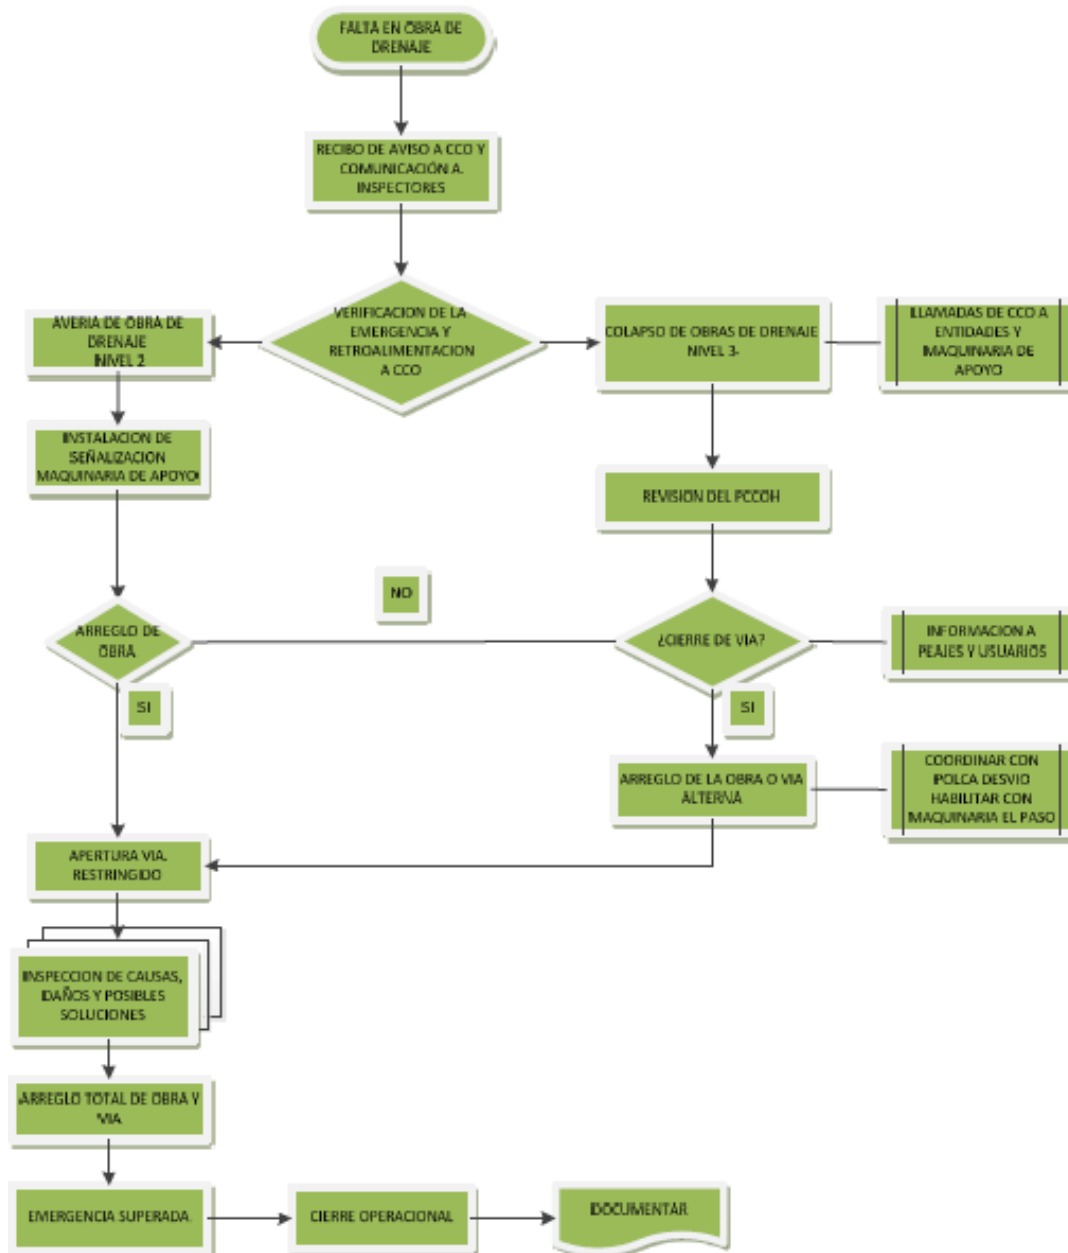 FALTA EN OBRA DE
DRENAJE
RECIBO DE AVISO A CCO Y
COMUNICACIÓN A.
INSPECTORES
VERIFICACION DE LA
EMERGENCIA Y
RETROALIMENTACION
A CCO
AVERIA DE OBRA DE
DRENAJE
NIVEL 2
COLAPSO DE OBRAS DE DRENAJE
NIVEL 3-
LLAMADAS DE CCO A
ENTIDADES Y
MAQUINARIA DE
APOYO
INSTALACION DE
SEÑALIZACION
MAQUINARIA DE APOYO
REVISION DEL PCCOH
NO
ARREGLO DE
OBRA
¿CIERRE DE VIA?
INFORMACION A
PEAJES Y USUARIOS
SI
SI
ARREGLO DE LA OBRA O VIA
ALTERNA
COORDINAR CON
POLCA DESVIO
HABILITAR CON
MAQUINARIA EL PASO
APERTURA VIA.
RESTRINGIDO
INSPECCION DE CAUSAS,
DAÑOS Y POSIBLES
SOLUCIONES
ARREGLO TOTAL DE OBRA Y
VIA
EMERGENCIA SUPERADA.
CIERRE OPERACIONAL
DOCUMENTAR